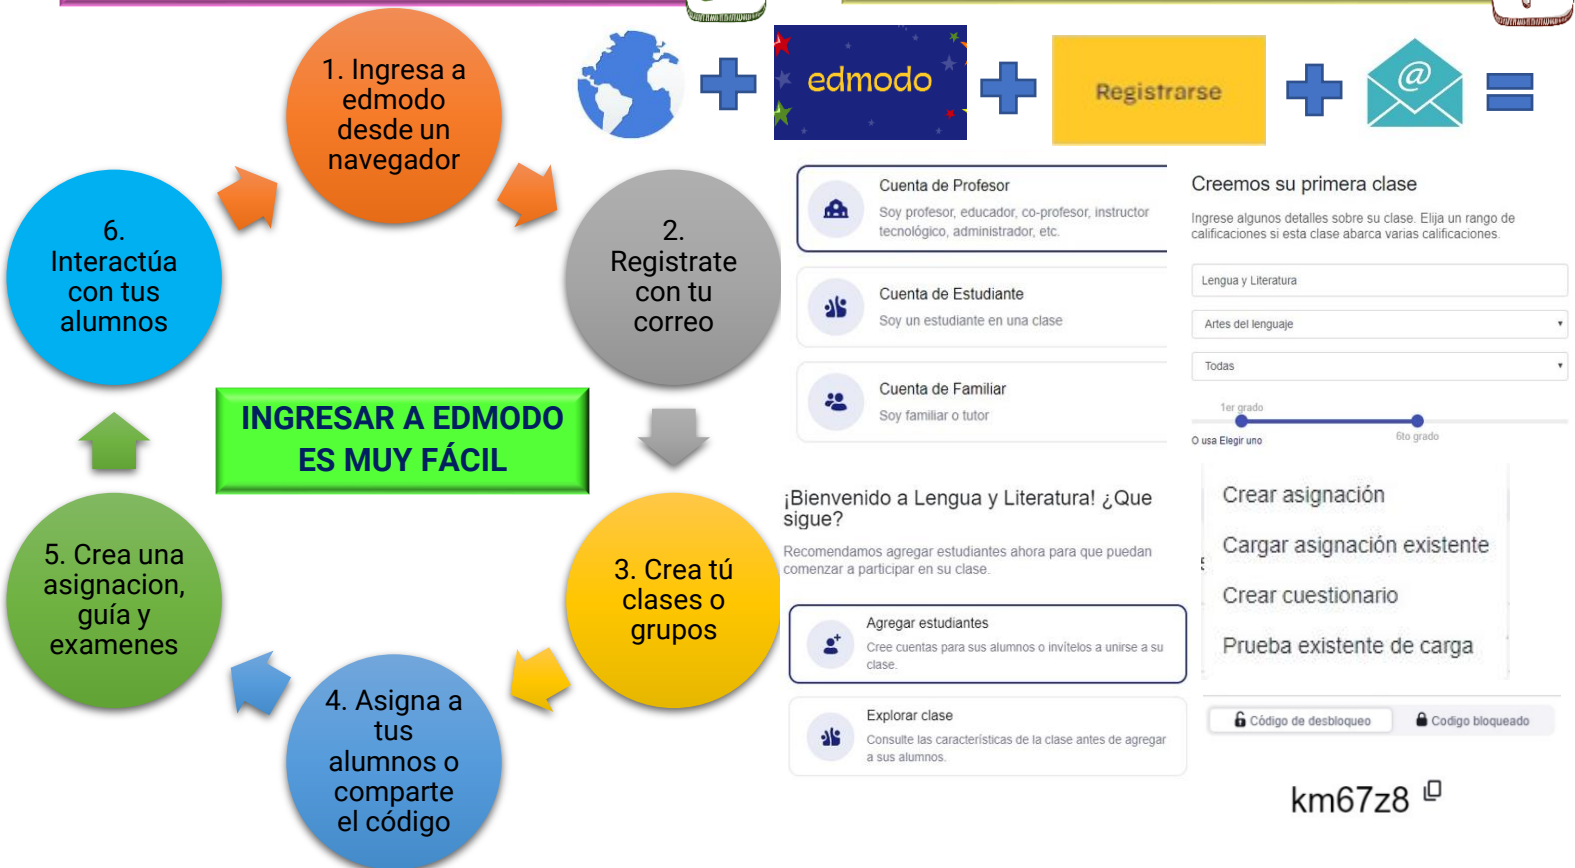 1. Ingresa a
edmodo
desde un
navegador
2.
Registrate
con tu
correo
3. Crea tú
clases o
grupos
4. Asigna a
tus
alumnos o
comparte
el código
5. Crea una
asignacion,
guía y
examenes
6.
Interactúa
con tus
alumnos
INGRESAR A EDMODO
ES MUY FÁCIL
edmodo
Registrarse
@
Cuenta de Profesor
Soy profesor, educador, co-profesor, instructor
tecnológico, administrador, etc.
Cuenta de Estudiante
Soy un estudiante en una clase
Cuenta de Familiar
Soy familiar o tutor
Creemos su primera clase
Ingrese algunos detalles sobre su clase. Elija un rango de
calificaciones si esta clase abarca varias calificaciones.
Lengua y Literatura
Artes del lenguaje
Todas
1er grado
6to grado
O usa Elegir uno
¡Bienvenido a Lengua y Literatura! ¿Que
sigue?
Recomendamos agregar estudiantes ahora para que puedan
comenzar a participar en su clase.
Agregar estudiantes
Cree cuentas para sus alumnos o invítelos a unirse a su
clase.
Explorar clase
Consulte las características de la clase antes de agregar
a sus alumnos.
Crear asignación
Cargar asignación existente
Crear cuestionario
Prueba existente de carga
Código de desbloqueo
Codigo bloqueado
km67z8